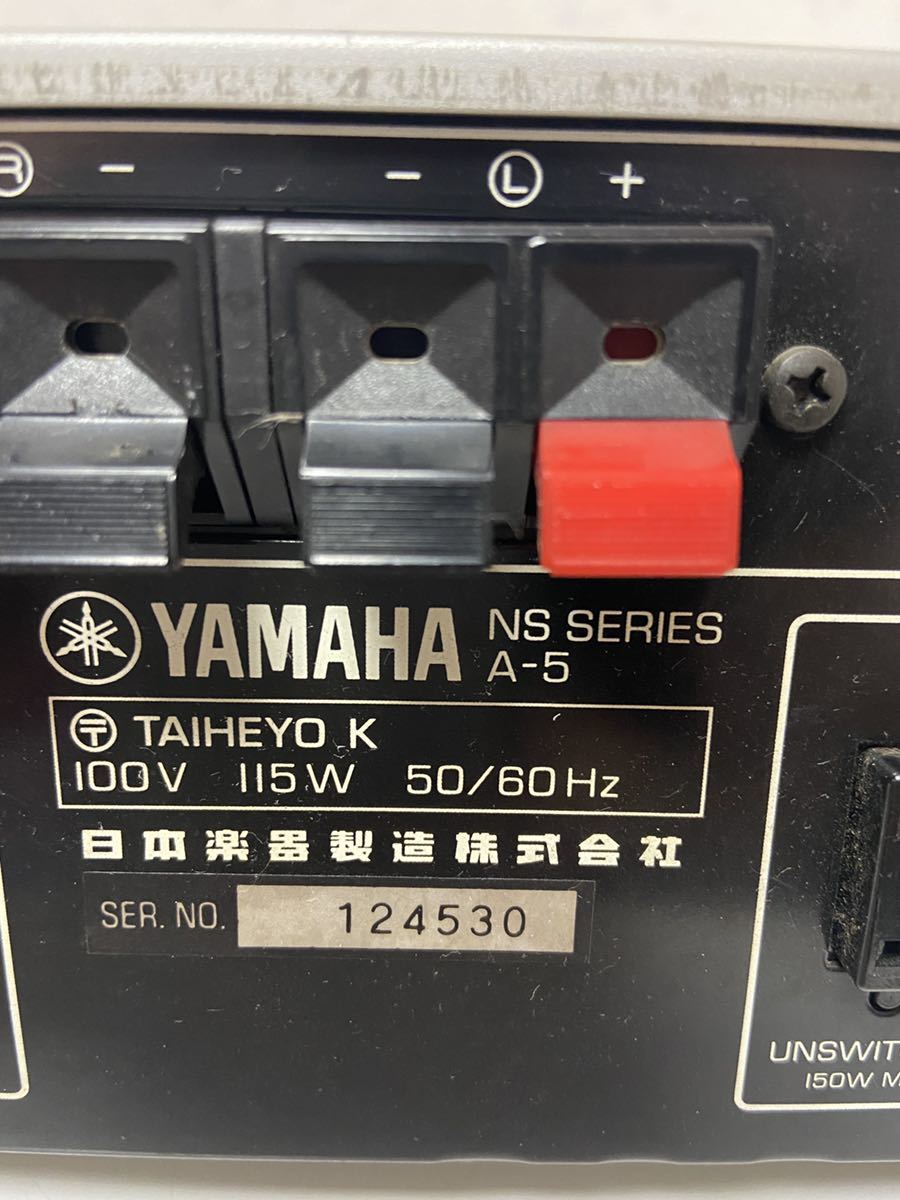 R - - L +
YAMAHA NS SERIES
A-5
〒 TAIHEYO K
100V 115W 50/60Hz
日本楽器製造株式会社
SER. NO. 124530
150W